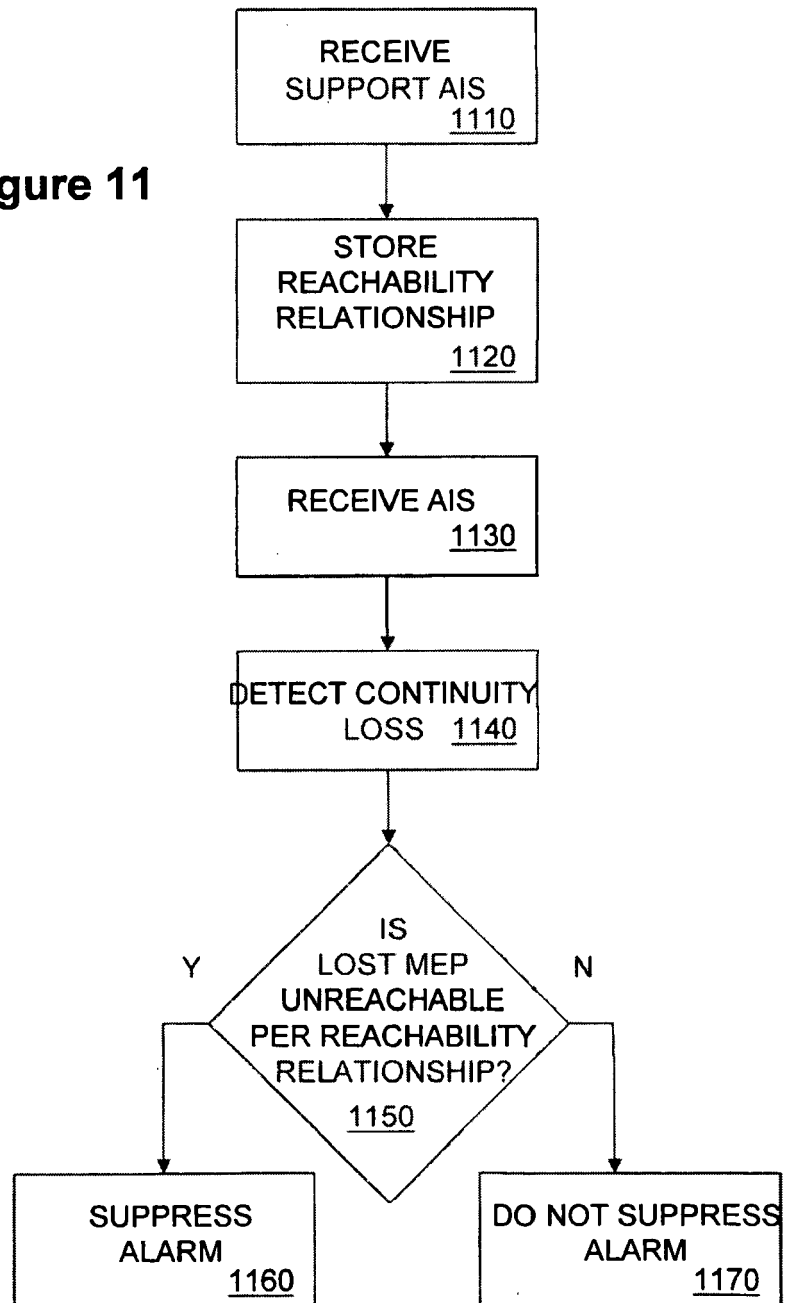 RECEIVE
SUPPORT AIS
1110
gure 11
STORE
REACHABILITY
RELATIONSHIP
1120
RECEIVE AIS
1130
DETECT CONTINUITY
LOSS 1140
IS
LOST MEP
UNREACHABLE
PER REACHABILITY
RELATIONSHIP?
1150
Y
N
SUPPRESS
ALARM
1160
DO NOT SUPPRESS
ALARM
1170